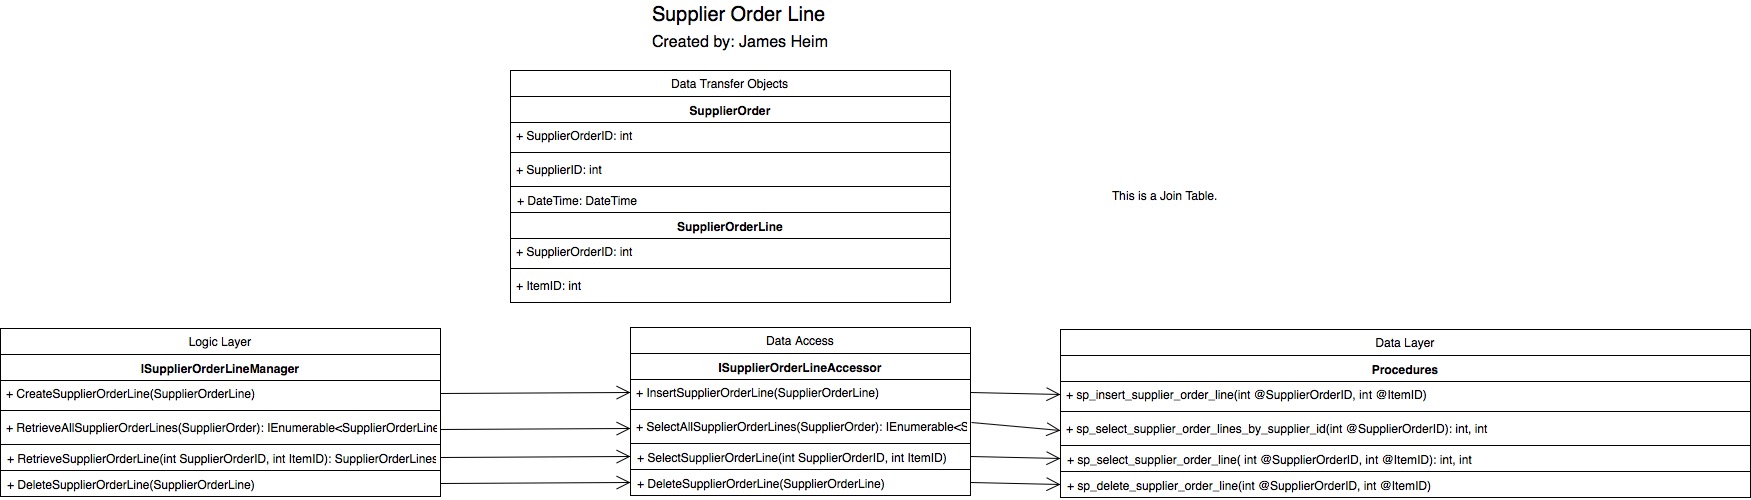 Supplier Order Line
Created by: James Heim
Data Transfer Objects
SupplierOrder
+ SupplierOrderID: int
+ SupplierID: int
+ DateTime: DateTime
SupplierOrderLine
+ SupplierOrderID: int
+ ItemID: int
This is a Join Table.
Logic Layer
ISupplierOrderLineManager
+ CreateSupplierOrderLine(SupplierOrderLine)
+ RetrieveAllSupplierOrderLines(SupplierOrder): IEnumerable<SupplierOrderLine
+ RetrieveSupplierOrderLine(int SupplierOrderID, int ItemID): SupplierOrderLines
+ DeleteSupplierOrderLine(SupplierOrderLine)
Data Access
ISupplierOrderLineAccessor
+ InsertSupplierOrderLine(SupplierOrderLine)
+ SelectAllSupplierOrderLines(SupplierOrder): IEnumerable<S
+ SelectSupplierOrderLine(int SupplierOrderID, int ItemID)
+ DeleteSupplierOrderLine(SupplierOrderLine)
Data Layer
Procedures
+ sp_insert_supplier_order_line(int @SupplierOrderID, int @ItemID)
+ sp_select_supplier_order_lines_by_supplier_id(int @SupplierOrderID): int, int
+ sp_select_supplier_order_line( int @SupplierOrderID, int @ItemID): int, int
+ sp_delete_supplier_order_line(int @SupplierOrderID, int @ItemID)